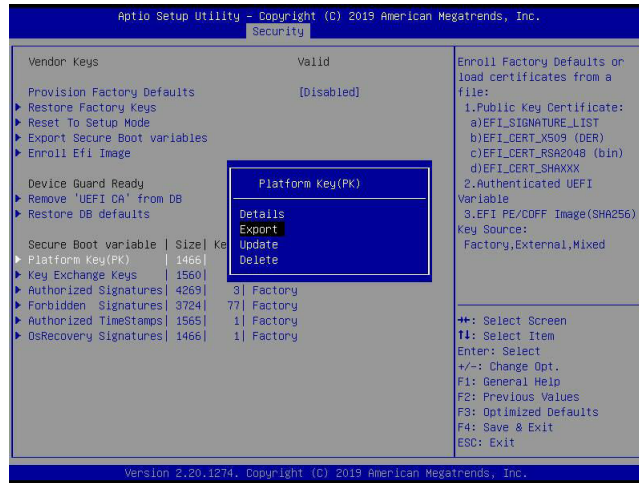 Aptio Setup Utility – Copyright (C) 2019 American Megatrends, Inc.
Security
Vendor Keys Valid
Provision Factory Defaults [Disabled]
Restore Factory Keys
Reset To Setup Mode
Export Secure Boot variables
Enroll Efi Image
Device Guard Ready
Remove 'UEFI CA' from DB
Restore DB defaults
Secure Boot variable | Size| Ke
Platform Key(PK) | 1466|
Key Exchange Keys | 1560|
Authorized Signatures| 4269| 3| Factory
Forbidden Signatures| 3724| 77| Factory
Authorized TimeStamps| 1565| 1| Factory
OsRecovery Signatures| 1466| 1| Factory
Platform Key(PK)
Details
Export
Update
Delete
Enroll Factory Defaults or
load certificates from a
file:
1.Public Key Certificate:
a)EFI_SIGNATURE_LIST
b)EFI_CERT_X509 (DER)
c)EFI_CERT_RSA2048 (bin)
d)EFI_CERT_SHAXXX
2.Authenticated UEFI
Variable
3.EFI PE/COFF Image(SHA256)
Key Source:
Factory,External,Mixed
→←: Select Screen
↑↓: Select Item
Enter: Select
+/-: Change Opt.
F1: General Help
F2: Previous Values
F3: Optimized Defaults
F4: Save & Exit
ESC: Exit
Version 2.20.1274. Copyright (C) 2019 American Megatrends, Inc.